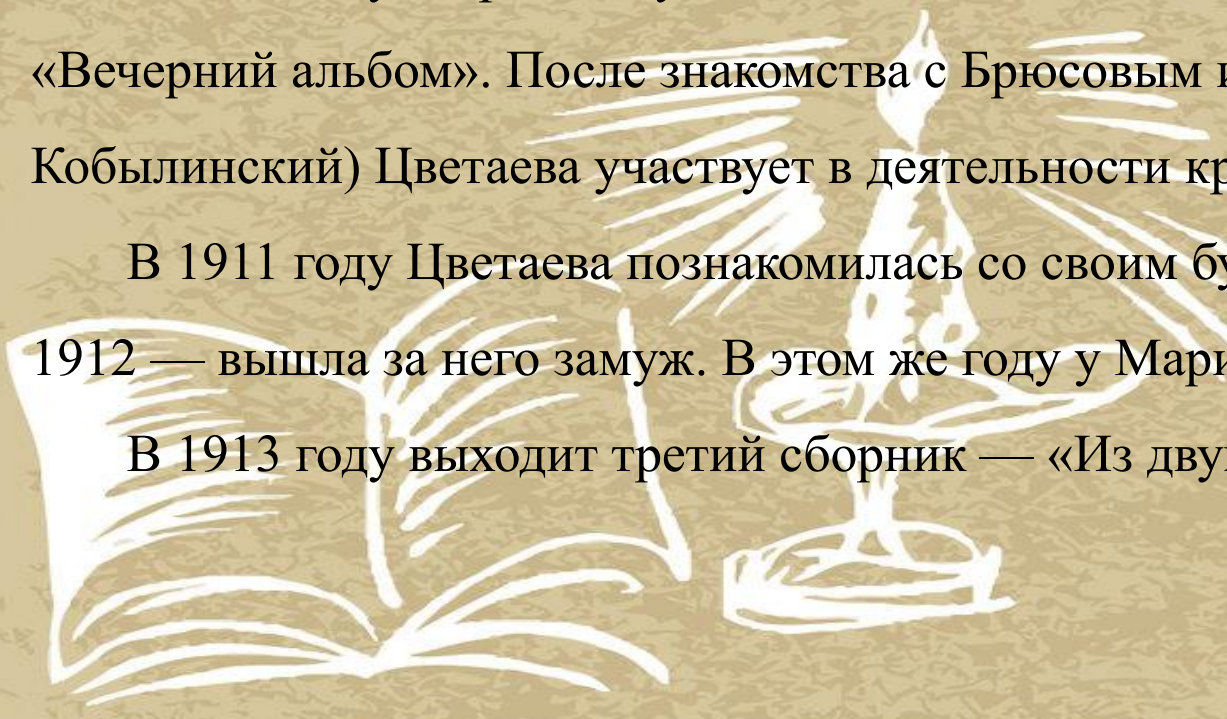 «Вечерний альбом». После знакомства с Брюсовым
Кобылинский) Цветаева участвует в деятельности
В 1911 году Цветаева познакомилась со своим
1912 — вышла за него замуж. В этом же году у
В 1913 году выходит третий сборник — «Из